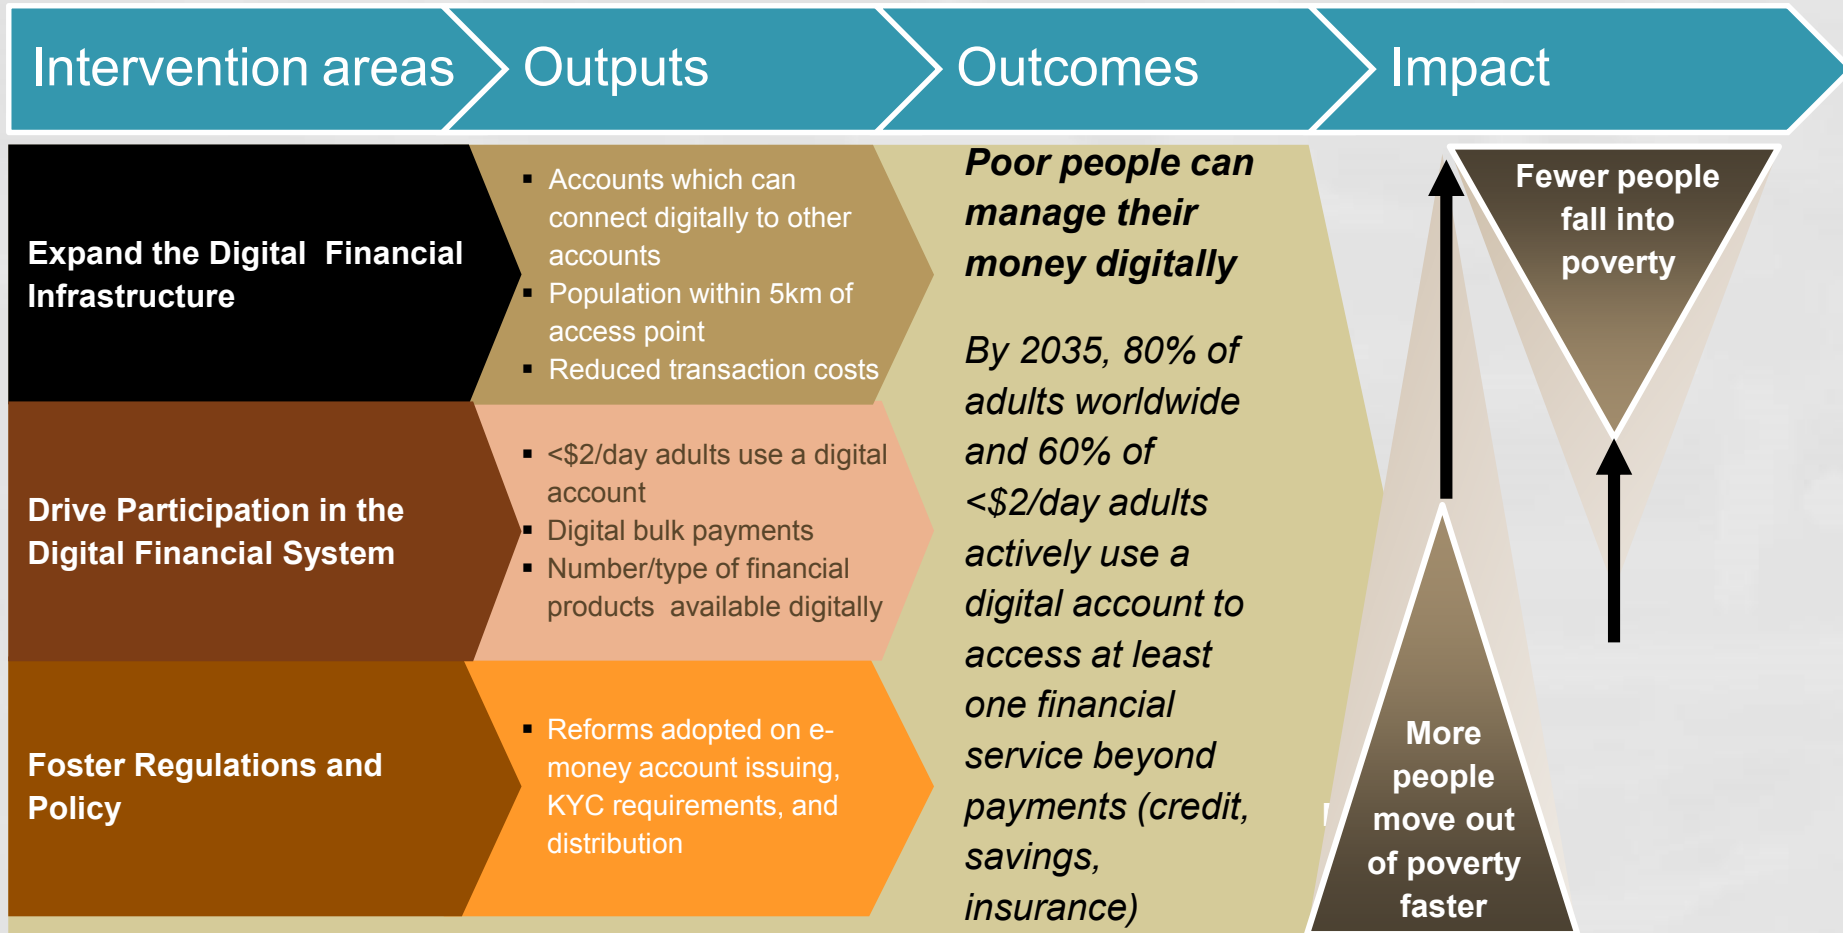 Intervention areas
Outputs
Outcomes
Impact
Expand the Digital  Financial
Infrastructure
▪ Accounts which can
connect digitally to other
accounts
▪ Population within 5km of
access point
▪ Reduced transaction costs
Drive Participation in the
Digital Financial System
▪ <$2/day adults use a digital
account
▪ Digital bulk payments
▪ Number/type of financial
products  available digitally
Foster Regulations and
Policy
▪ Reforms adopted on e-
money account issuing,
KYC requirements, and
distribution
Poor people can
manage their
money digitally
By 2035, 80% of
adults worldwide
and 60% of
<$2/day adults
actively use a
digital account to
access at least
one financial
service beyond
payments (credit,
savings,
insurance)
Fewer people
fall into
poverty
More
people
move out
of poverty
faster